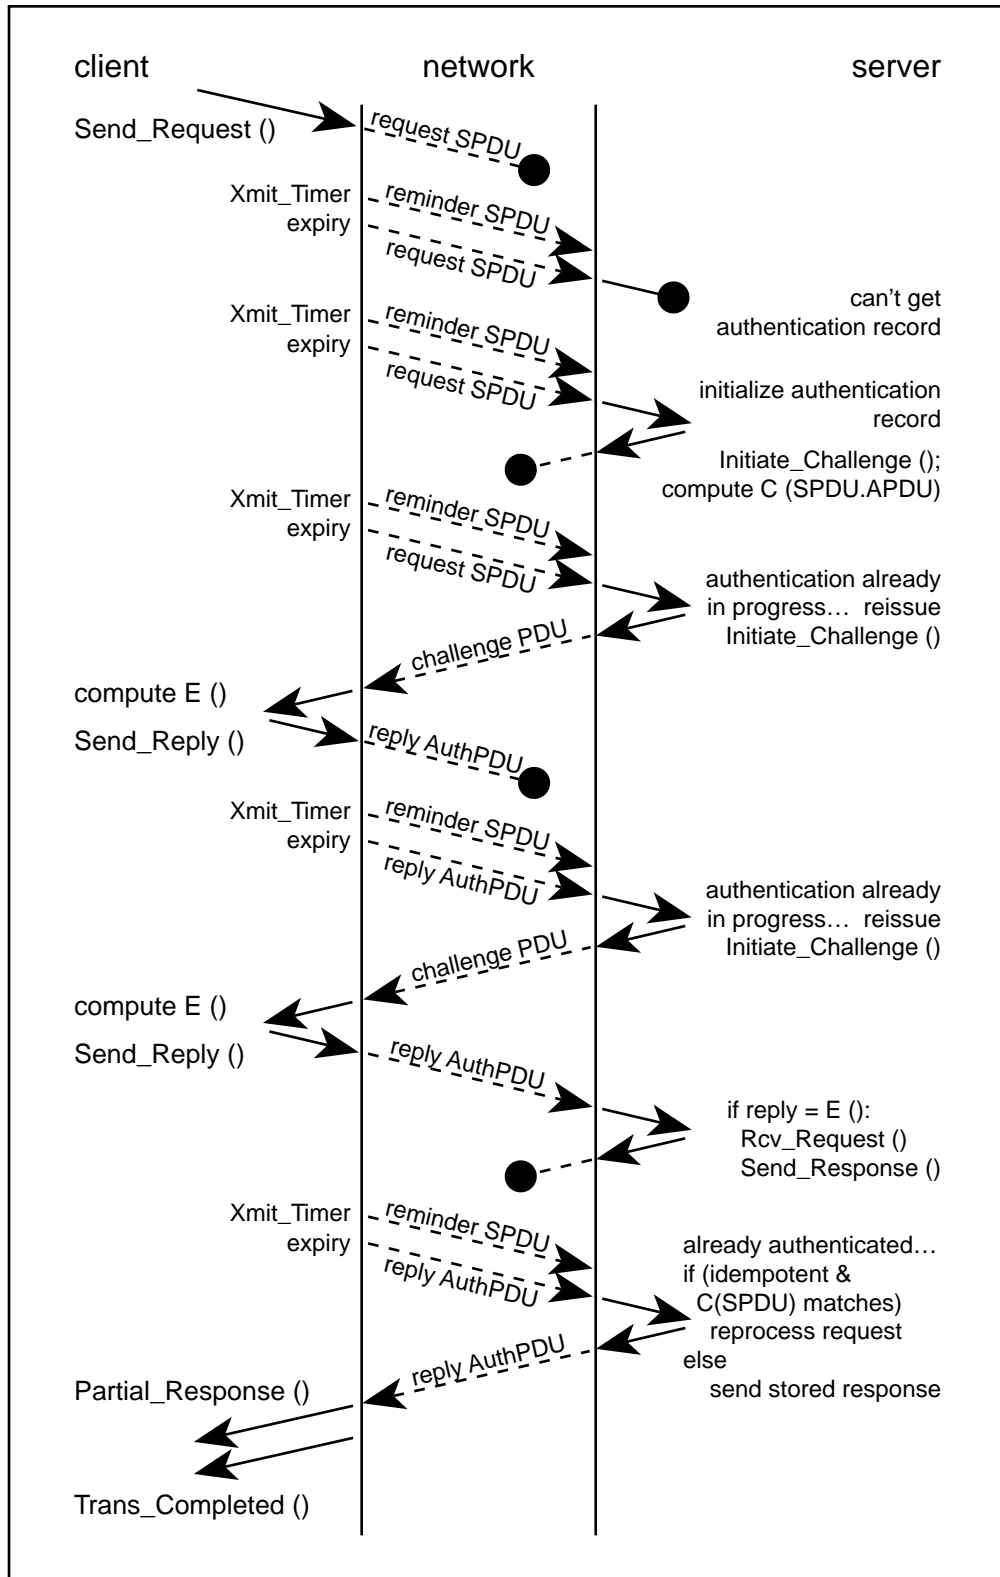 client network server
Send_Request ()
request SPDU
Xmit_Timer
expiry
reminder SPDU
request SPDU
can't get
authentication record
Xmit_Timer
expiry
reminder SPDU
request SPDU
initialize authentication
record
Initiate_Challenge ();
compute C (SPDU.APDU)
Xmit_Timer
expiry
reminder SPDU
request SPDU
authentication already
in progress… reissue
Initiate_Challenge ()
challenge PDU
compute E ()
Send_Reply ()
reply AuthPDU
Xmit_Timer
expiry
reminder SPDU
reply AuthPDU
authentication already
in progress… reissue
Initiate_Challenge ()
challenge PDU
compute E ()
Send_Reply ()
reply AuthPDU
if reply = E ():
Rcv_Request ()
Send_Response ()
Xmit_Timer
expiry
reminder SPDU
reply AuthPDU
already authenticated…
if (idempotent &
C(SPDU) matches)
reprocess request
else
send stored response
reply AuthPDU
Partial_Response ()
Trans_Completed ()